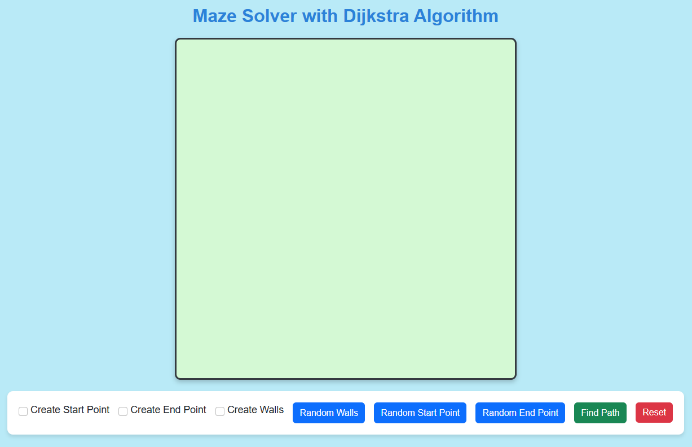 Maze Solver with Dijkstra Algorithm
Create Start Point Create End Point Create Walls Random Walls Random Start Point Random End Point Find Path Reset